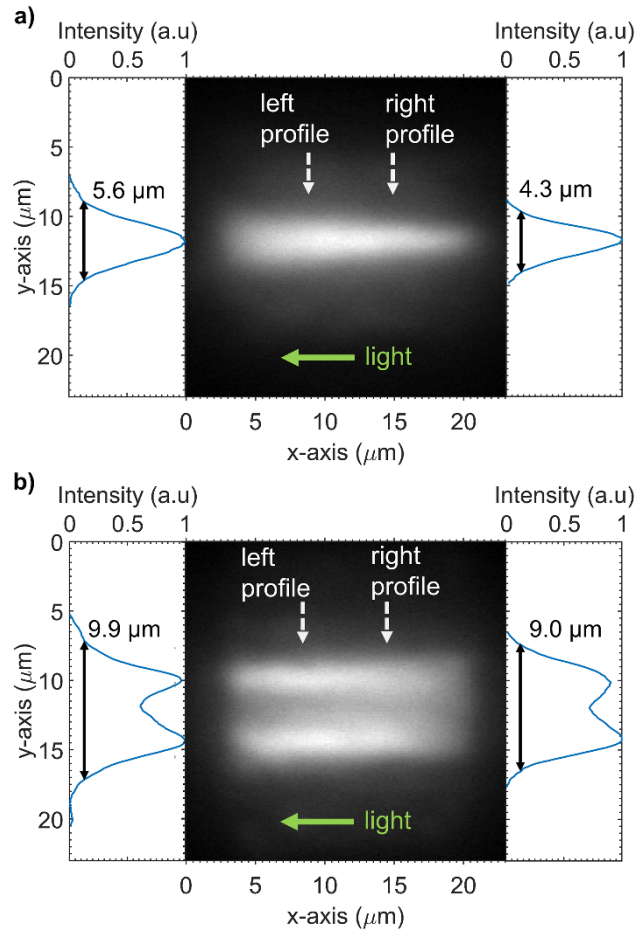 a)
Intensity (a.u)
Intensity (a.u)
0 0.5 1
0 0.5 1
0
5
10
15
20
y-axis (μm)
left
profile
right
profile
5.6 μm
4.3 μm
light
0 5 10 15 20
x-axis (μm)
b)
Intensity (a.u)
Intensity (a.u)
0 0.5 1
0 0.5 1
0
5
10
15
20
y-axis (μm)
left
profile
right
profile
9.9 μm
9.0 μm
light
0 5 10 15 20
x-axis (μm)